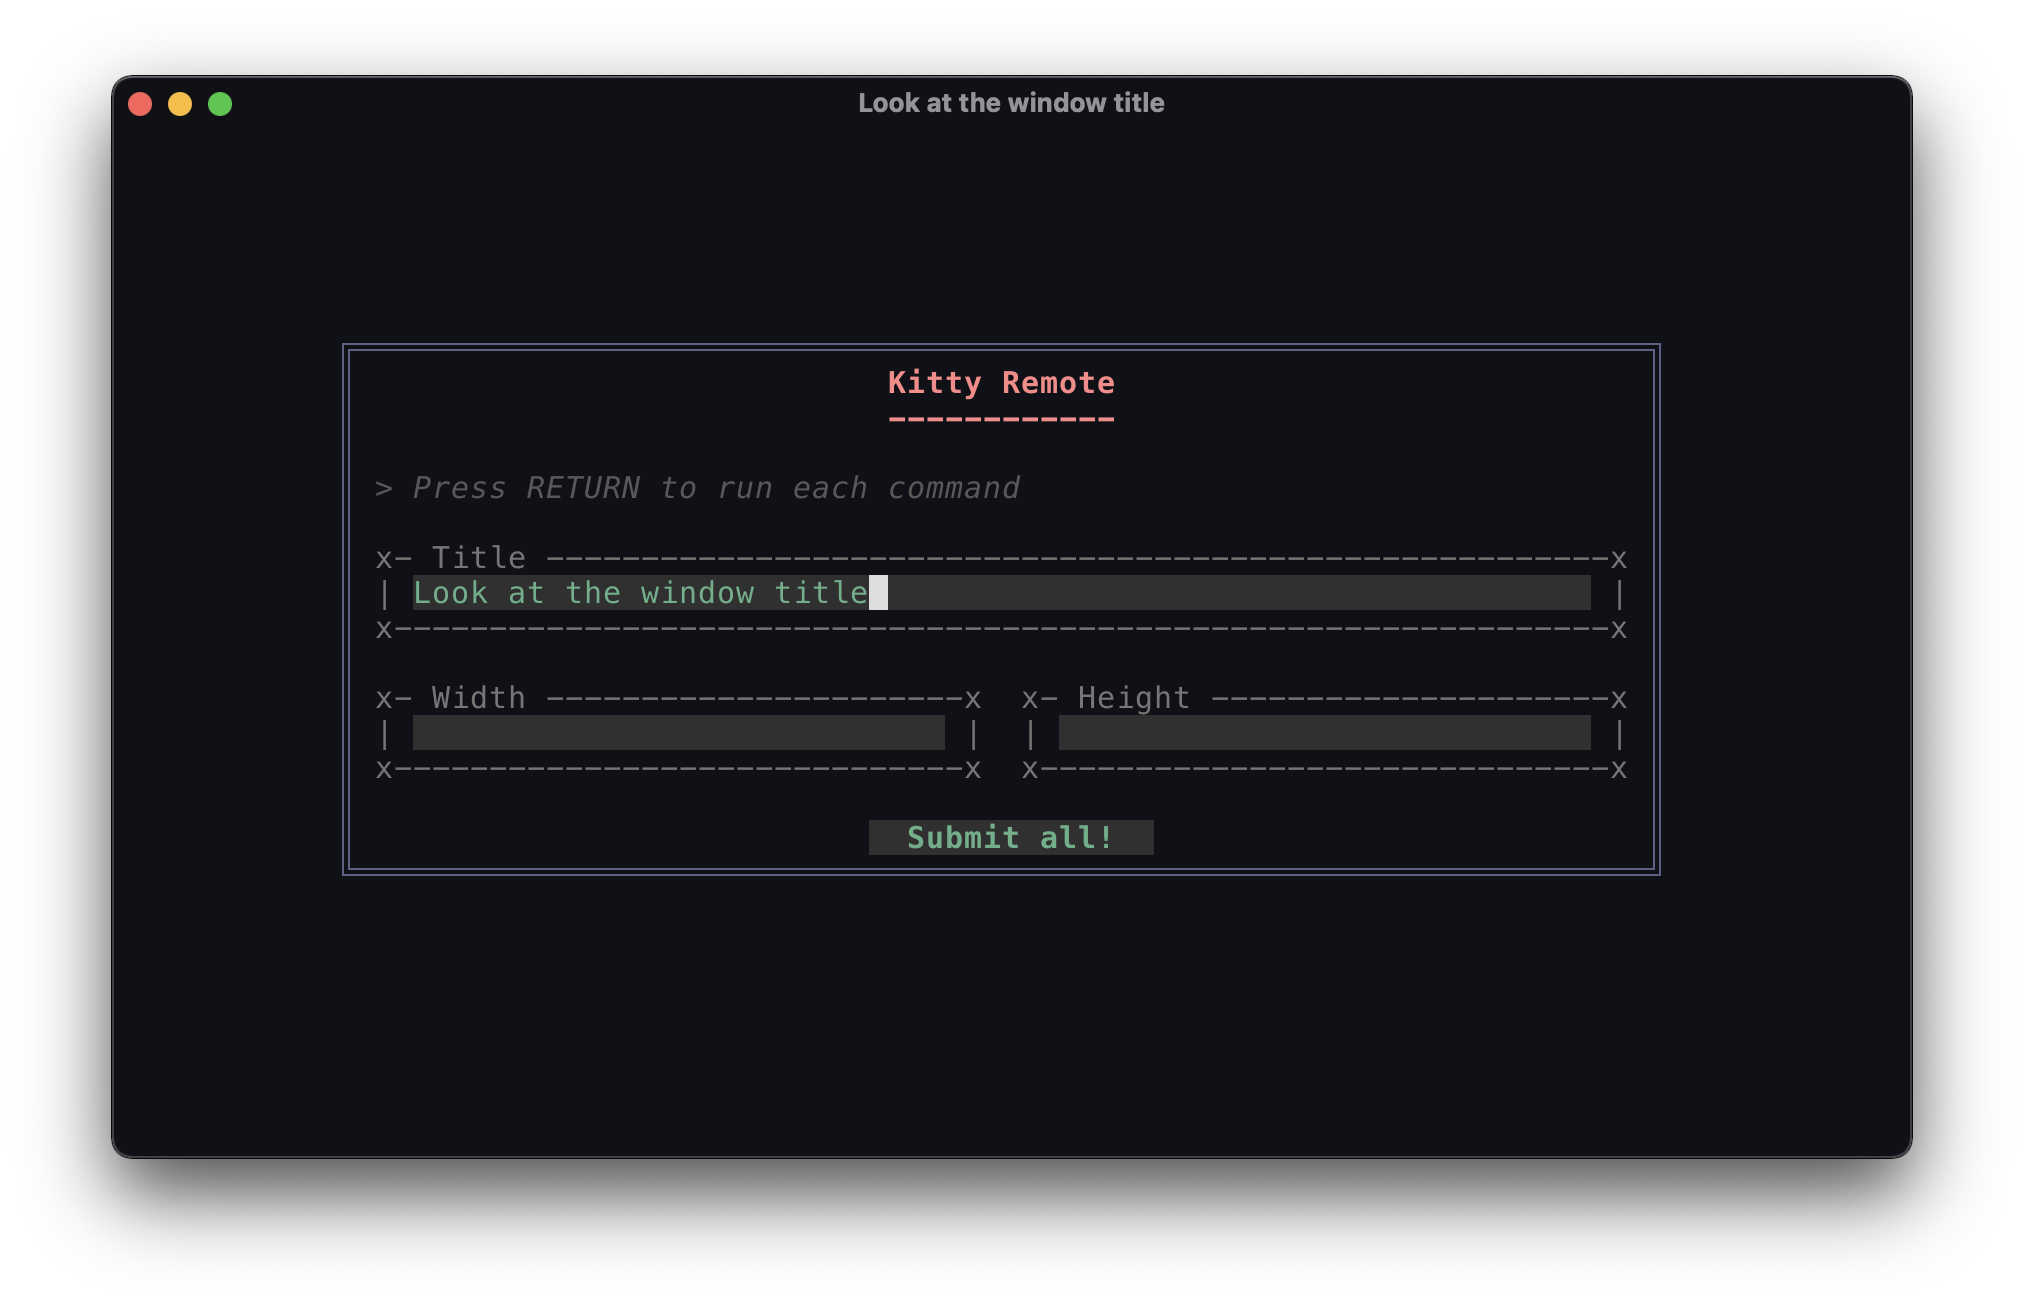 Look at the window title
Kitty Remote
------------
> Press RETURN to run each command
x- Title --------------------------------------------------------x
| Look at the window title |
x----------------------------------------------------------------x
x- Width ----------------------x x- Height ---------------------x
| | | |
x------------------------------x x------------------------------x
Submit all!